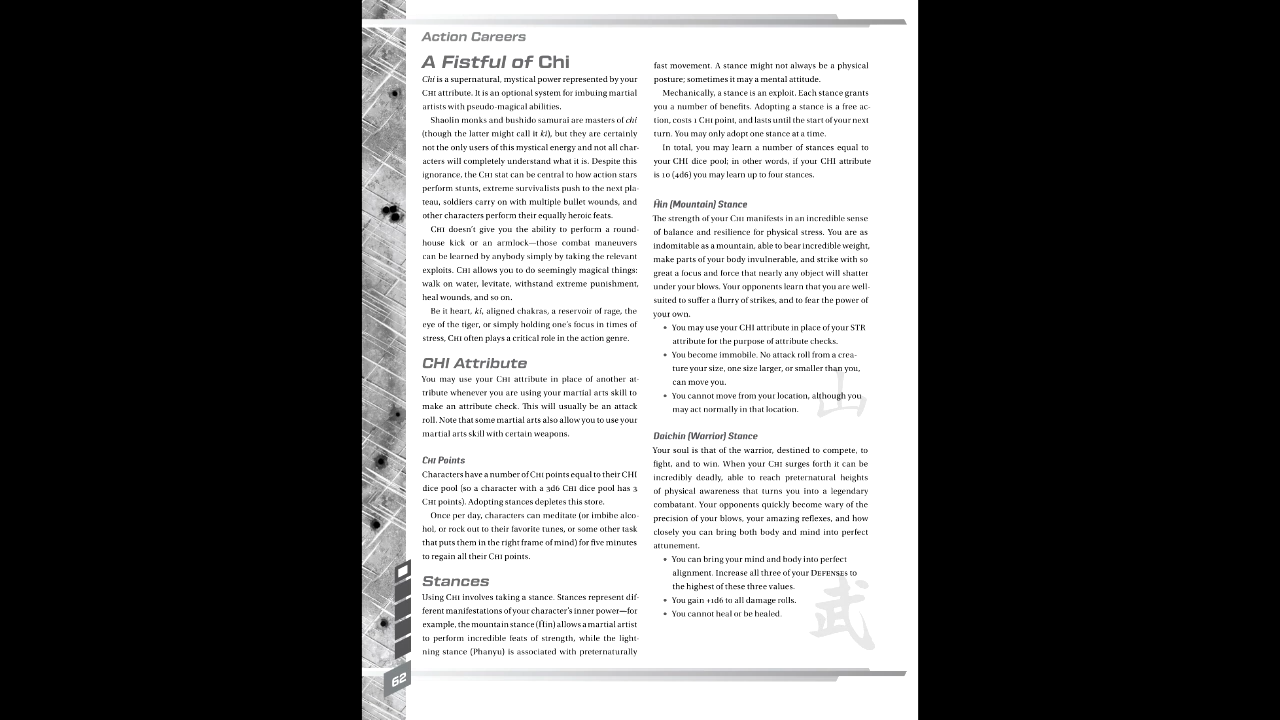 Action Careers
A Fistful of Chi
Chi is a supernatural, mystical power represented by your
CHI attribute. It is an optional system for imbuing martial
artists with pseudo-magical abilities.
Shaolin monks and bushido samurai are masters of chi
(though the latter might call it ki), but they are certainly
not the only users of this mystical energy and not all char-
acters will completely understand what it is. Despite this
ignorance, the CHI stat can be central to how action stars
perform stunts, extreme survivalists push to the next pla-
teau, soldiers carry on with multiple bullet wounds, and
other characters perform their equally heroic feats.
CHI doesn't give you the ability to perform a round-
house kick or an armlock—those combat maneuvers
can be learned by anybody simply by taking the relevant
exploits. CHI allows you to do seemingly magical things:
walk on water, levitate, withstand extreme punishment,
heal wounds, and so on.
Be it heart, ki, aligned chakras, a reservoir of rage, the
eye of the tiger, or simply holding one's focus in times of
stress, CHI often plays a critical role in the action genre.
CHI Attribute
You may use your CHI attribute in place of another at-
tribute whenever you are using your martial arts skill to
make an attribute check. This will usually be an attack
roll. Note that some martial arts also allow you to use your
martial arts skill with certain weapons.
CHI Points
Characters have a number of CHI points equal to their CHI
dice pool (so a character with a 3d6 CHI dice pool has 3
CHI points). Adopting stances depletes this store.
Once per day, characters can meditate (or imbibe alco-
hol, or rock out to their favorite tunes, or some other task
that puts them in the right frame of mind) for five minutes
to regain all their CHI points.
Stances
Using CHI involves taking a stance. Stances represent dif-
ferent manifestations of your character's inner power—for
example, the mountain stance (Ĥin) allows a martial artist
to perform incredible feats of strength, while the light-
ning stance (Phanyu) is associated with preternaturally
62
fast movement. A stance might not always be a physical
posture; sometimes it may a mental attitude.
Mechanically, a stance is an exploit. Each stance grants
you a number of benefits. Adopting a stance is a free ac-
tion, costs 1 CHI point, and lasts until the start of your next
turn. You may only adopt one stance at a time.
In total, you may learn a number of stances equal to
your CHI dice pool; in other words, if your CHI attribute
is 10 (4d6) you may learn up to four stances.
Ĥin (Mountain) Stance
The strength of your CHI manifests in an incredible sense
of balance and resilience for physical stress. You are as
indomitable as a mountain, able to bear incredible weight,
make parts of your body invulnerable, and strike with so
great a focus and force that nearly any object will shatter
under your blows. Your opponents learn that you are well-
suited to suffer a flurry of strikes, and to fear the power of
your own.
• You may use your CHI attribute in place of your STR
attribute for the purpose of attribute checks.
• You become immobile. No attack roll from a crea-
ture your size, one size larger, or smaller than you,
can move you.
• You cannot move from your location, although you
may act normally in that location.
山
Daichin (Warrior) Stance
Your soul is that of the warrior, destined to compete, to
fight, and to win. When your CHI surges forth it can be
incredibly deadly, able to reach preternatural heights
of physical awareness that turns you into a legendary
combatant. Your opponents quickly become wary of the
precision of your blows, your amazing reflexes, and how
closely you can bring both body and mind into perfect
attunement.
• You can bring your mind and body into perfect
alignment. Increase all three of your DEFENSES to
the highest of these three values.
• You gain +1d6 to all damage rolls.
• You cannot heal or be healed.
武